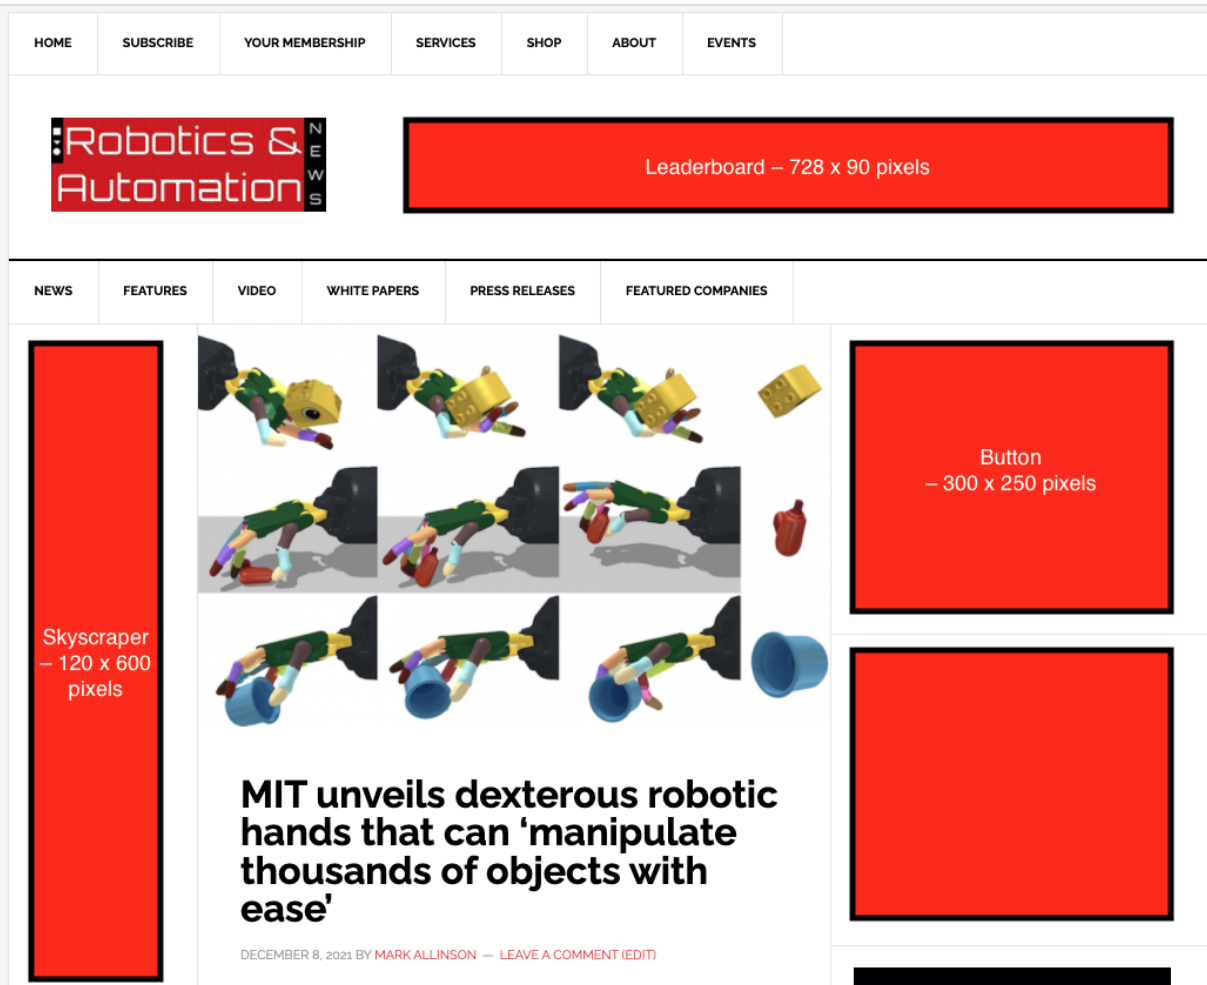 HOME SUBSCRIBE YOUR MEMBERSHIP SERVICES SHOP ABOUT EVENTS
Robotics &
Automation
NEWS
Leaderboard – 728 x 90 pixels
NEWS FEATURES VIDEO WHITE PAPERS PRESS RELEASES FEATURED COMPANIES
Skyscraper
– 120 x 600
pixels
MIT unveils dexterous robotic
hands that can ‘manipulate
thousands of objects with
ease’
DECEMBER 8, 2021 BY MARK ALLINSON — LEAVE A COMMENT (EDIT)
Button
– 300 x 250 pixels